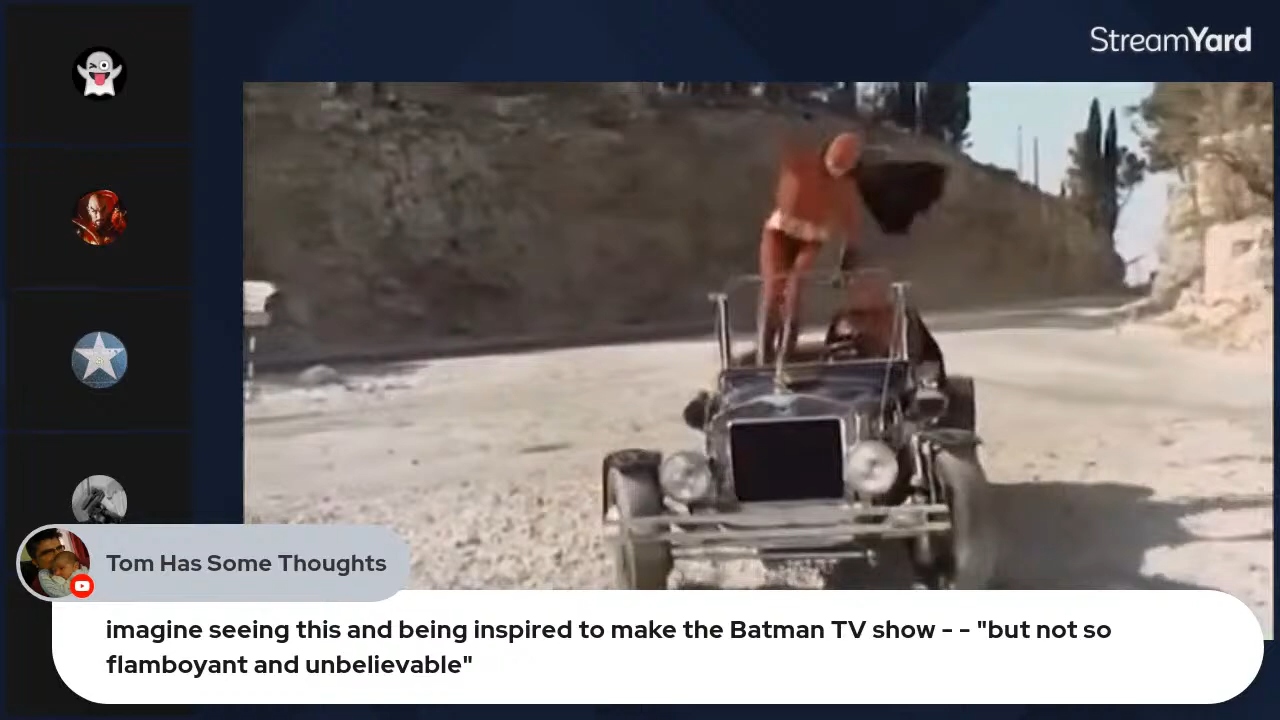 StreamYard
Tom Has Some Thoughts
imagine seeing this and being inspired to make the Batman TV show - - "but not so
flamboyant and unbelievable"